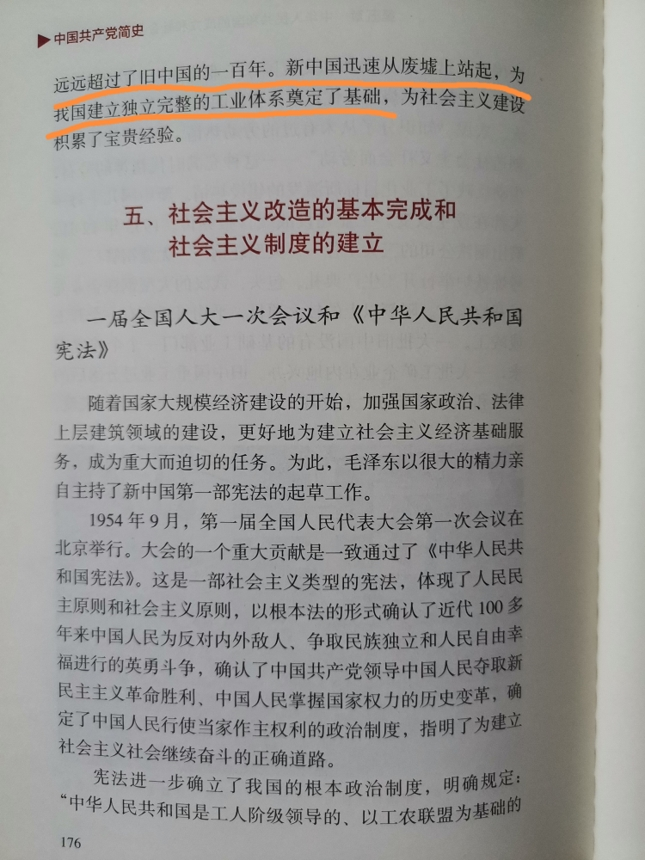 ▶中国共产党简史
远远超过了旧中国的一百年。新中国迅速从废墟上站起，为
我国建立独立完整的工业体系奠定了基础，为社会主义建设
积累了宝贵经验。
五、社会主义改造的基本完成和
社会主义制度的建立
一届全国人大一次会议和《中华人民共和国
宪法》
随着国家大规模经济建设的开始，加强国家政治、法律
上层建筑领域的建设，更好地为建立社会主义经济基础服
务，成为重大而迫切的任务。为此，毛泽东以很大的精力亲
自主持了新中国第一部宪法的起草工作。
1954年9月，第一届全国人民代表大会第一次会议在
北京举行。大会的一个重大贡献是一致通过了《中华人民共
和国宪法》。这是一部社会主义类型的宪法，体现了人民民
主原则和社会主义原则，以根本法的形式确认了近代100多
年来中国人民为反对内外敌人、争取民族独立和人民自由幸
福进行的英勇斗争，确认了中国共产党领导中国人民夺取新
民主主义革命胜利、中国人民掌握国家权力的历史变革，确
定了中国人民行使当家作主权利的政治制度，指明了为建立
社会主义社会继续奋斗的正确道路。
宪法进一步确立了我国的根本政治制度，明确规定：
“中华人民共和国是工人阶级领导的、以工农联盟为基础的
176